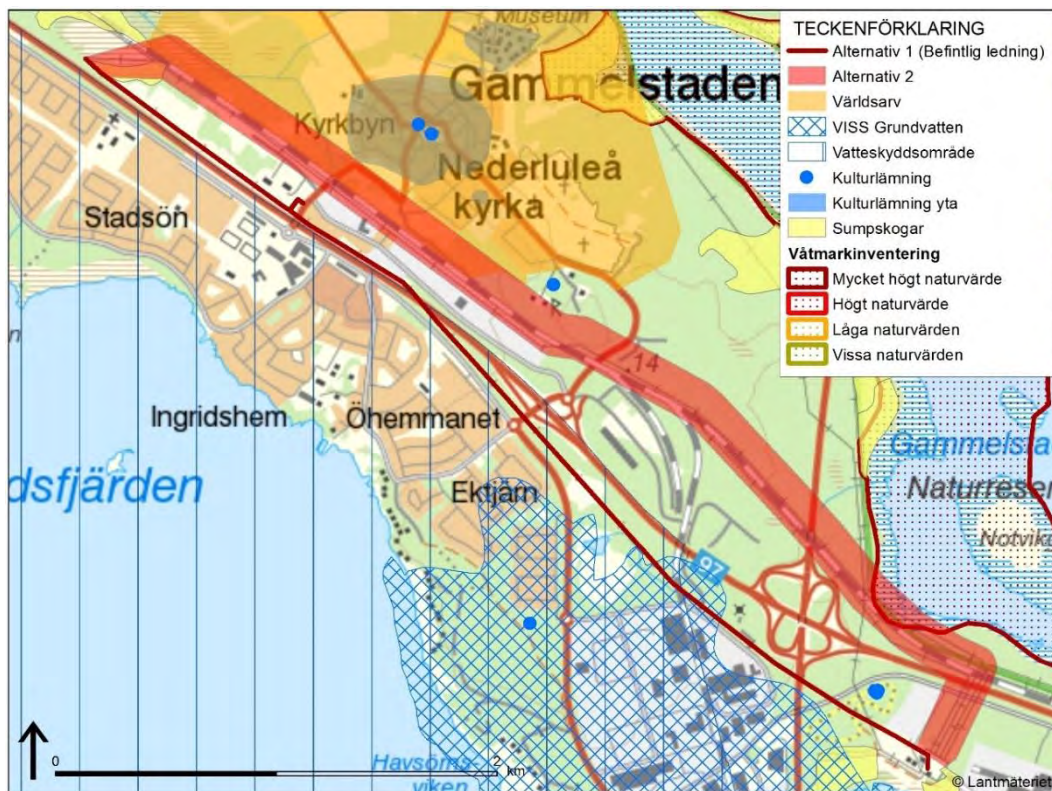 Museum
Gammelstaden
Kyrkbyn
Nederluleå
kyrka
Stadsön
14
Ingridshem
Öhemmanet
dsfjärden
Ektjärn
97
Gammelsta
Naturreser
Notvik
Havsörns-
viken
0
2
km
TECKENFÖRKLARING
Alternativ 1 (Befintlig ledning)
Alternativ 2
Världsarv
VISS Grundvatten
Vatteskyddsområde
Kulturlämning
Kulturlämning yta
Sumpskogar
Våtmarkinventering
Mycket högt naturvärde
Högt naturvärde
Låga naturvärden
Vissa naturvärden
© Lantmäteriet